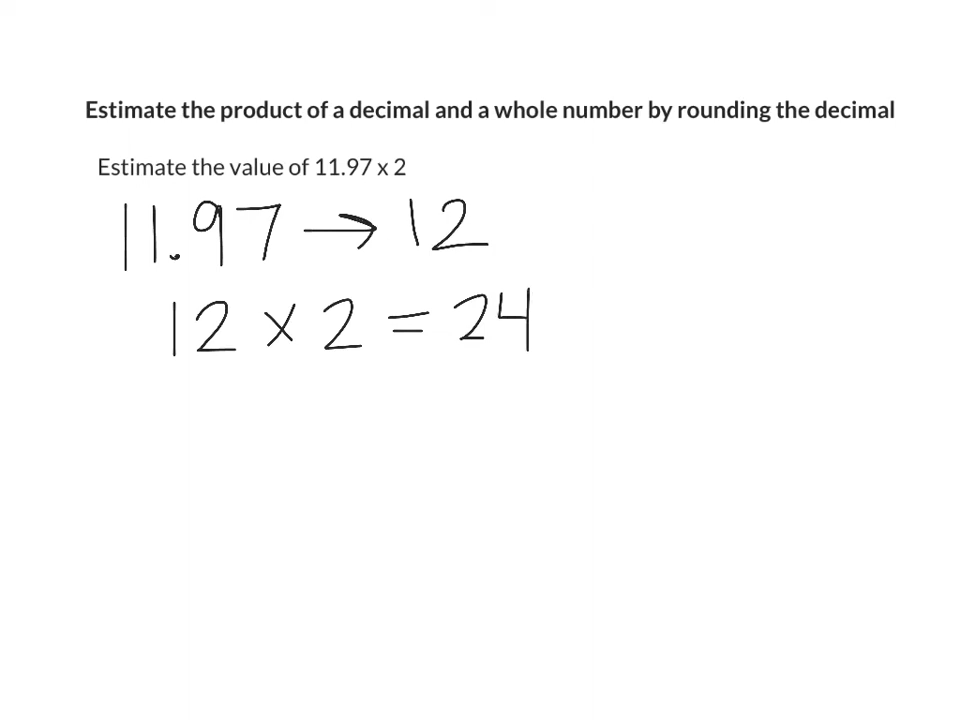 Estimate the product of a decimal and a whole number by rounding the decimal
Estimate the value of 11.97 x 2
11.97 → 12
12 × 2 = 24